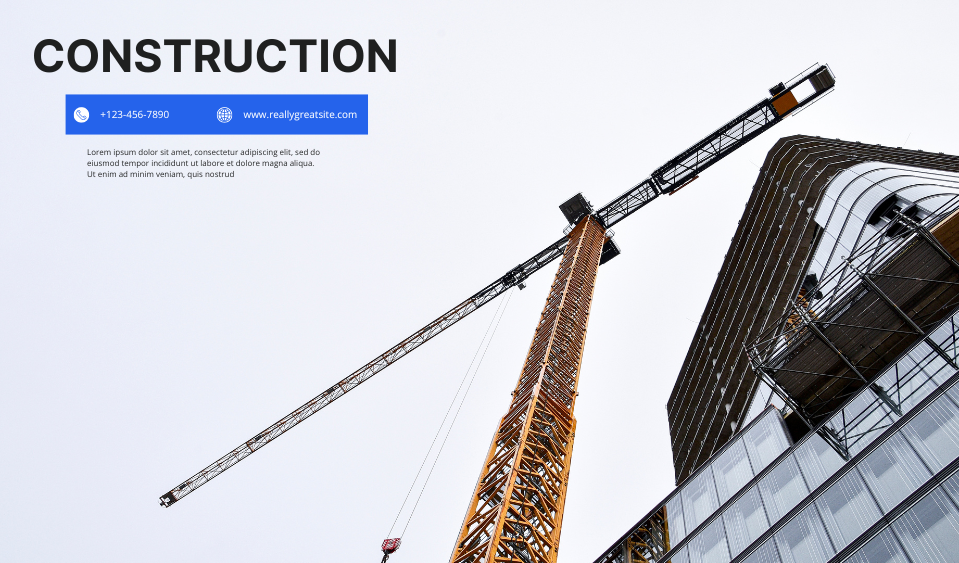 CONSTRUCTION
+123-456-7890 www.reallygreatsite.com
Lorem ipsum dolor sit amet, consectetur adipiscing elit, sed do
eiusmod tempor incididunt ut labore et dolore magna aliqua.
Ut enim ad minim veniam, quis nostrud